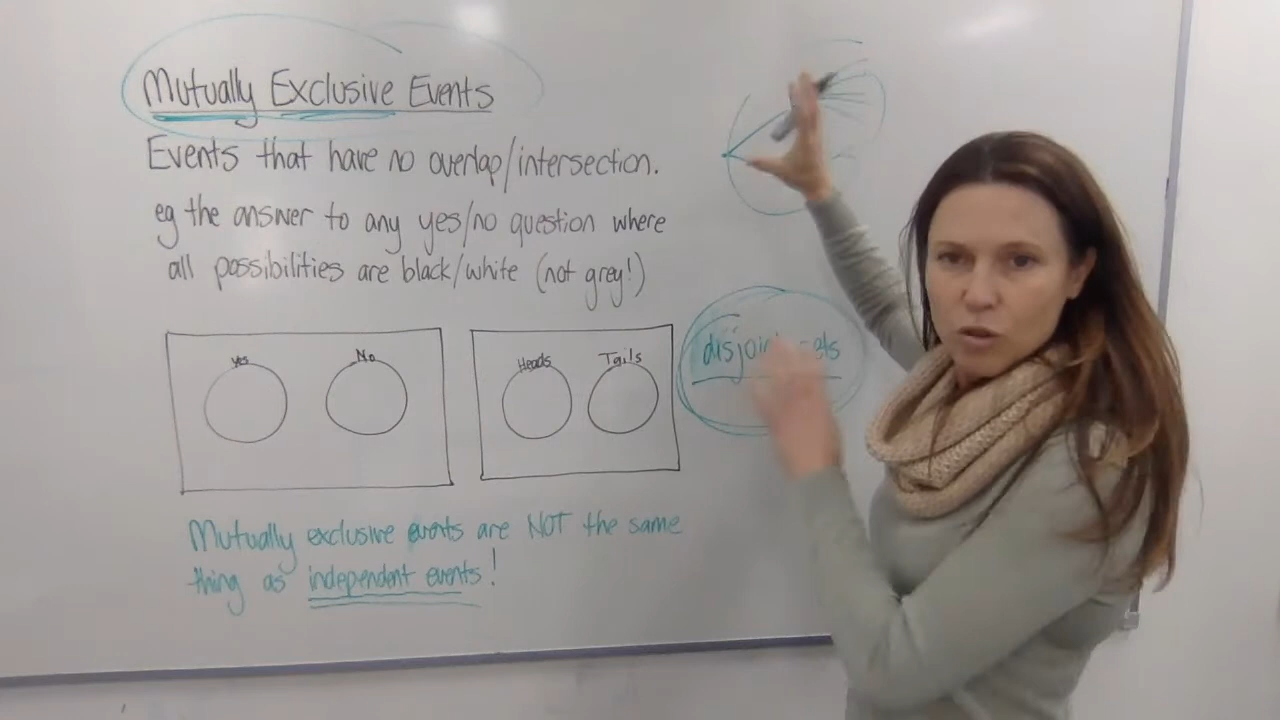 Mutually Exclusive Events
Events that have no overlap/intersection.
eg the answer to any yes/no question where
all possibilities are black/white (not grey!)
Yes
No
Heads
Tails
disjoint sets
Mutually exclusive events are NOT the same
thing as independent events!